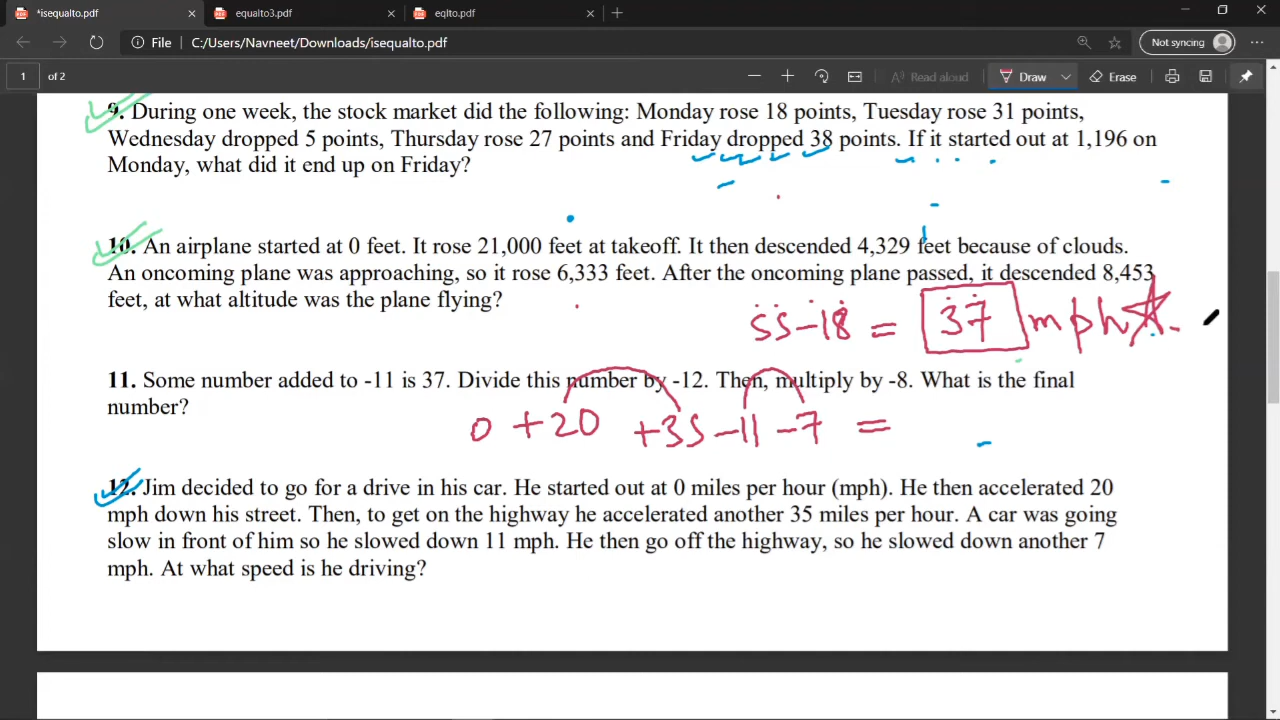 *isequalto.pdf
equalto3.pdf
eqlto.pdf
File C:/Users/Navneet/Downloads/isequalto.pdf
Not syncing
1 of 2
Read aloud
Draw
Erase
9. During one week, the stock market did the following: Monday rose 18 points, Tuesday rose 31 points,
Wednesday dropped 5 points, Thursday rose 27 points and Friday dropped 38 points. If it started out at 1,196 on
Monday, what did it end up on Friday?
10. An airplane started at 0 feet. It rose 21,000 feet at takeoff. It then descended 4,329 feet because of clouds.
An oncoming plane was approaching, so it rose 6,333 feet. After the oncoming plane passed, it descended 8,453
feet, at what altitude was the plane flying?
55 - 18 = 37 mph
11. Some number added to -11 is 37. Divide this number by -12. Then, multiply by -8. What is the final
number?
0 + 20 + 35 - 11 - 7 =
12. Jim decided to go for a drive in his car. He started out at 0 miles per hour (mph). He then accelerated 20
mph down his street. Then, to get on the highway he accelerated another 35 miles per hour. A car was going
slow in front of him so he slowed down 11 mph. He then go off the highway, so he slowed down another 7
mph. At what speed is he driving?